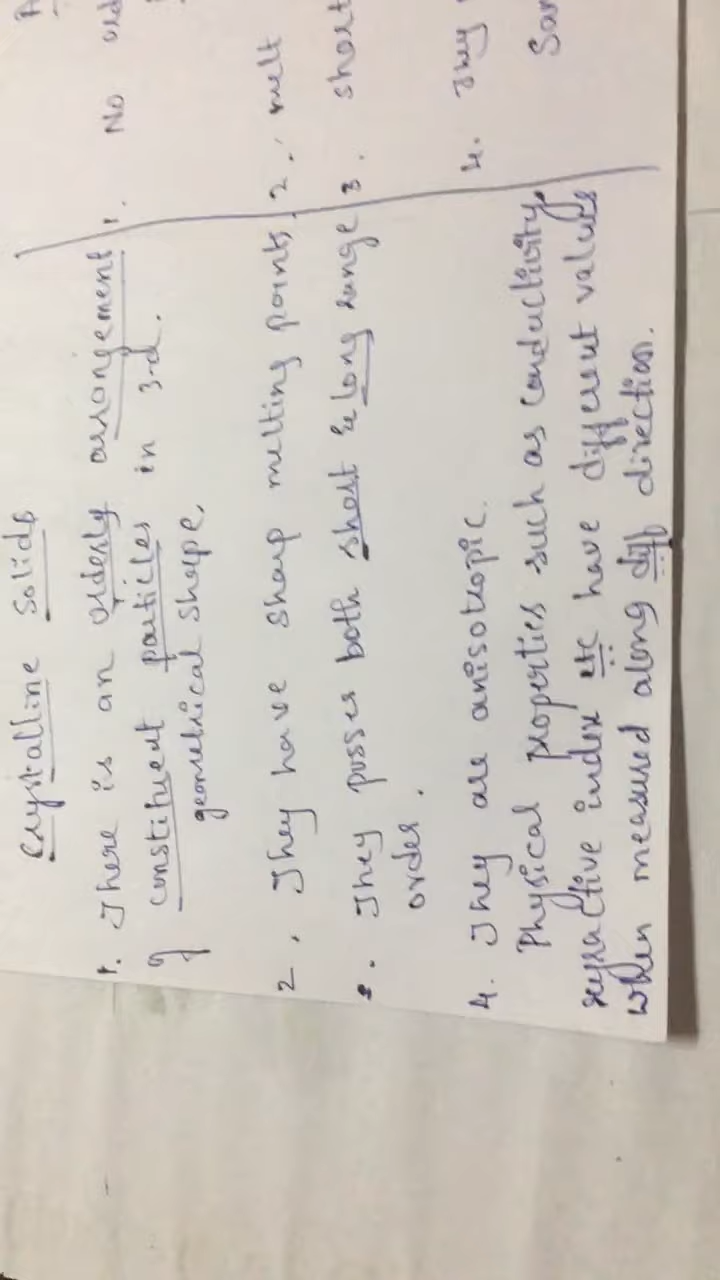 Crystalline Solids
1. There is an orderly arrangement
of constituent particles in 3-d.
geometrical shape.
2. They have sharp melting points.
3. They posses both short & long range
order.
4. They are anisotropic.
Physical properties such as conductivity,
refractive index etc have different values
when measured along diff direction.
1. No
2. melt
3. short
4. They